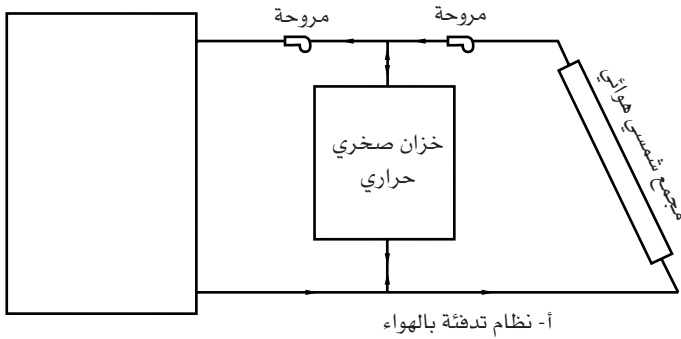 مروحة
مروحة
مجمع شمسي هوائي
خزان صخري
حراري
أ- نظام تدفئة بالهواء